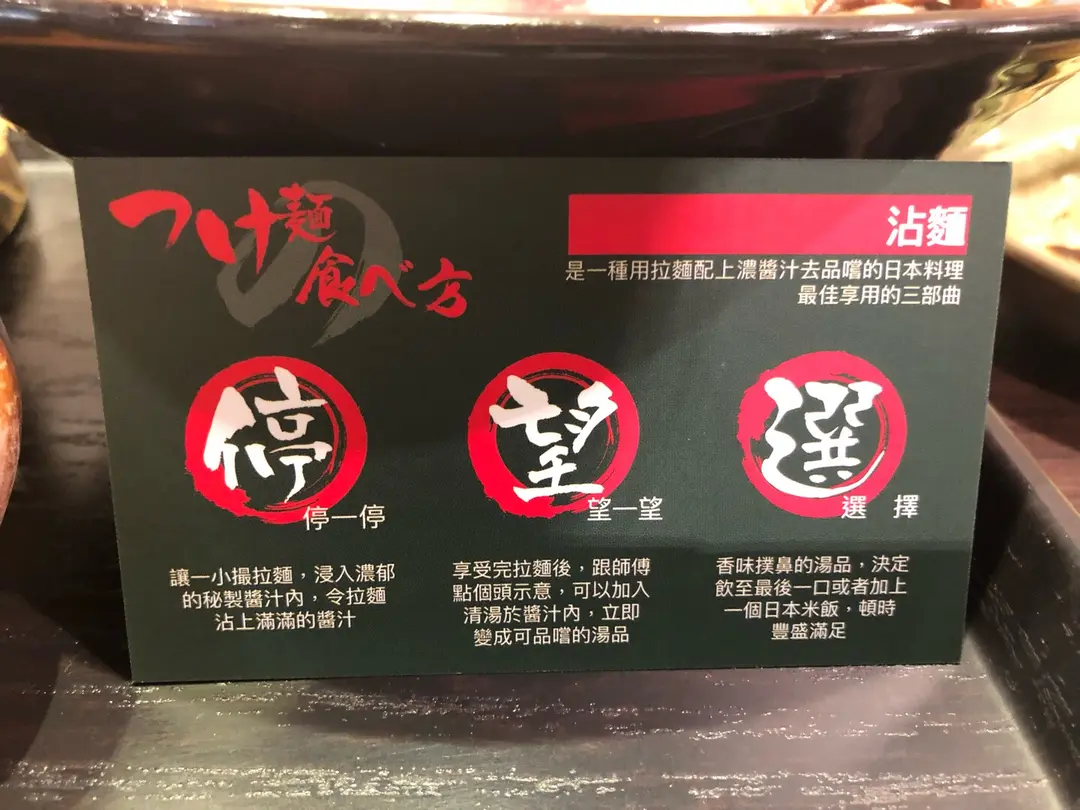 つけ麺
の
食べ方
沾麵
是一種用拉麵配上濃醬汁去品嚐的日本料理
最佳享用的三部曲
停
停一停
讓一小撮拉麵，浸入濃郁
的秘製醬汁內，令拉麵
沾上滿滿的醬汁
望
望一望
享受完拉麵後，跟師傅
點個頭示意，可以加入
清湯於醬汁內，立即
變成可品嚐的湯品
選
選 擇
香味撲鼻的湯品，決定
飲至最後一口或者加上
一個日本米飯，頓時
豐盛滿足